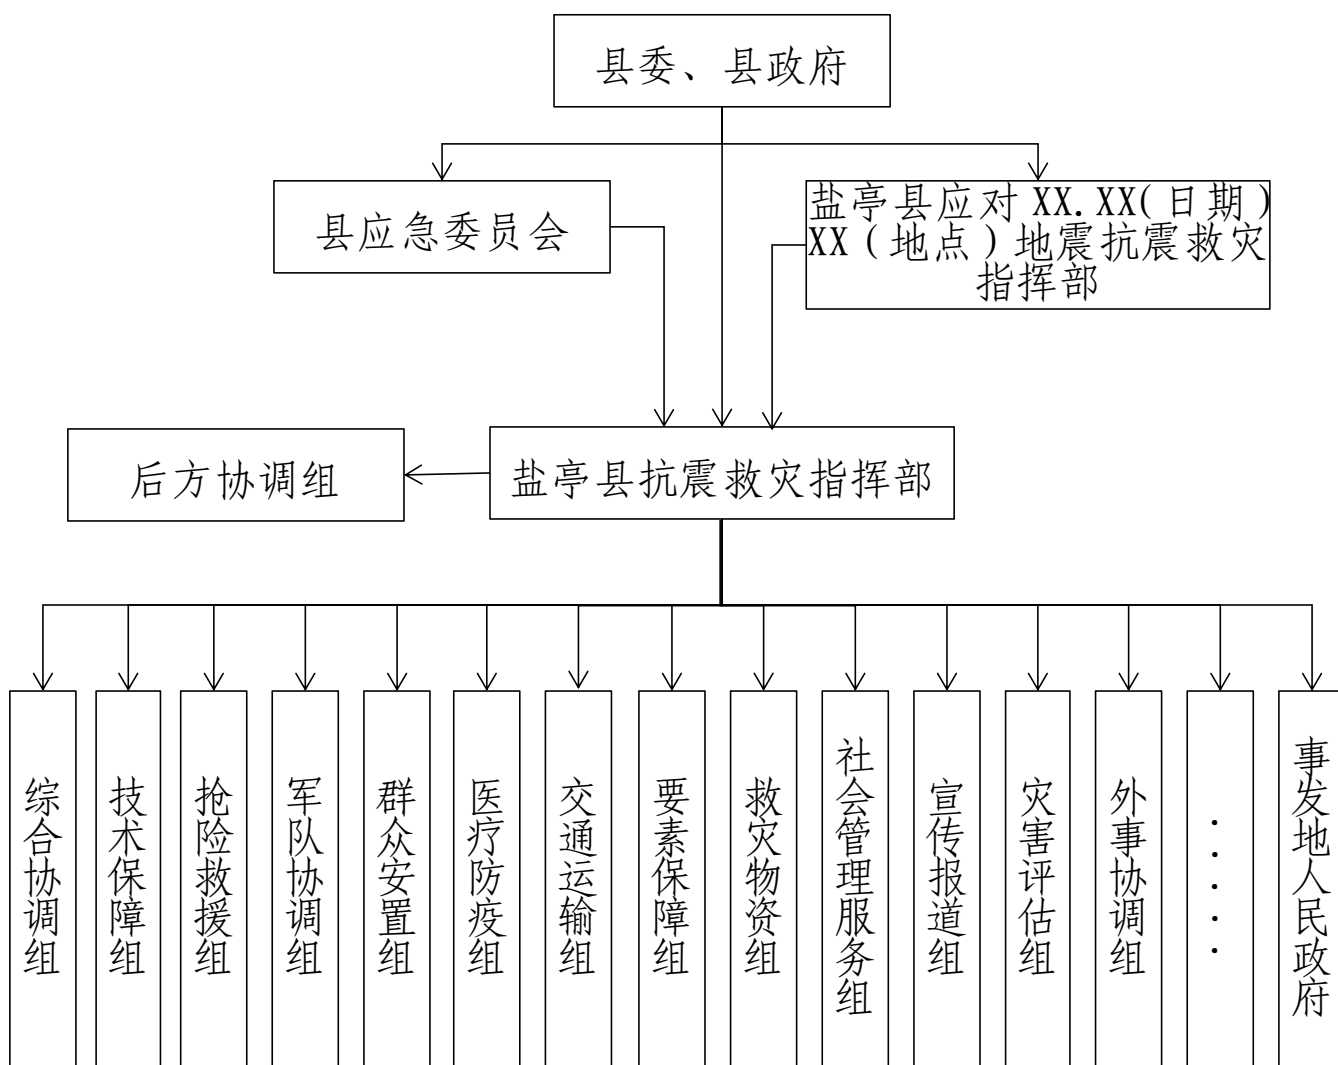 县委、县政府
县应急委员会
盐亭县应对 XX.XX(日期)
XX（地点）地震抗震救灾
指挥部
后方协调组
盐亭县抗震救灾指挥部
综合协调组
技术保障组
抢险救援组
军队协调组
群众安置组
医疗防疫组
交通运输组
要素保障组
救灾物资组
社会管理服务组
宣传报道组
灾害评估组
外事协调组
·····
事发地人民政府